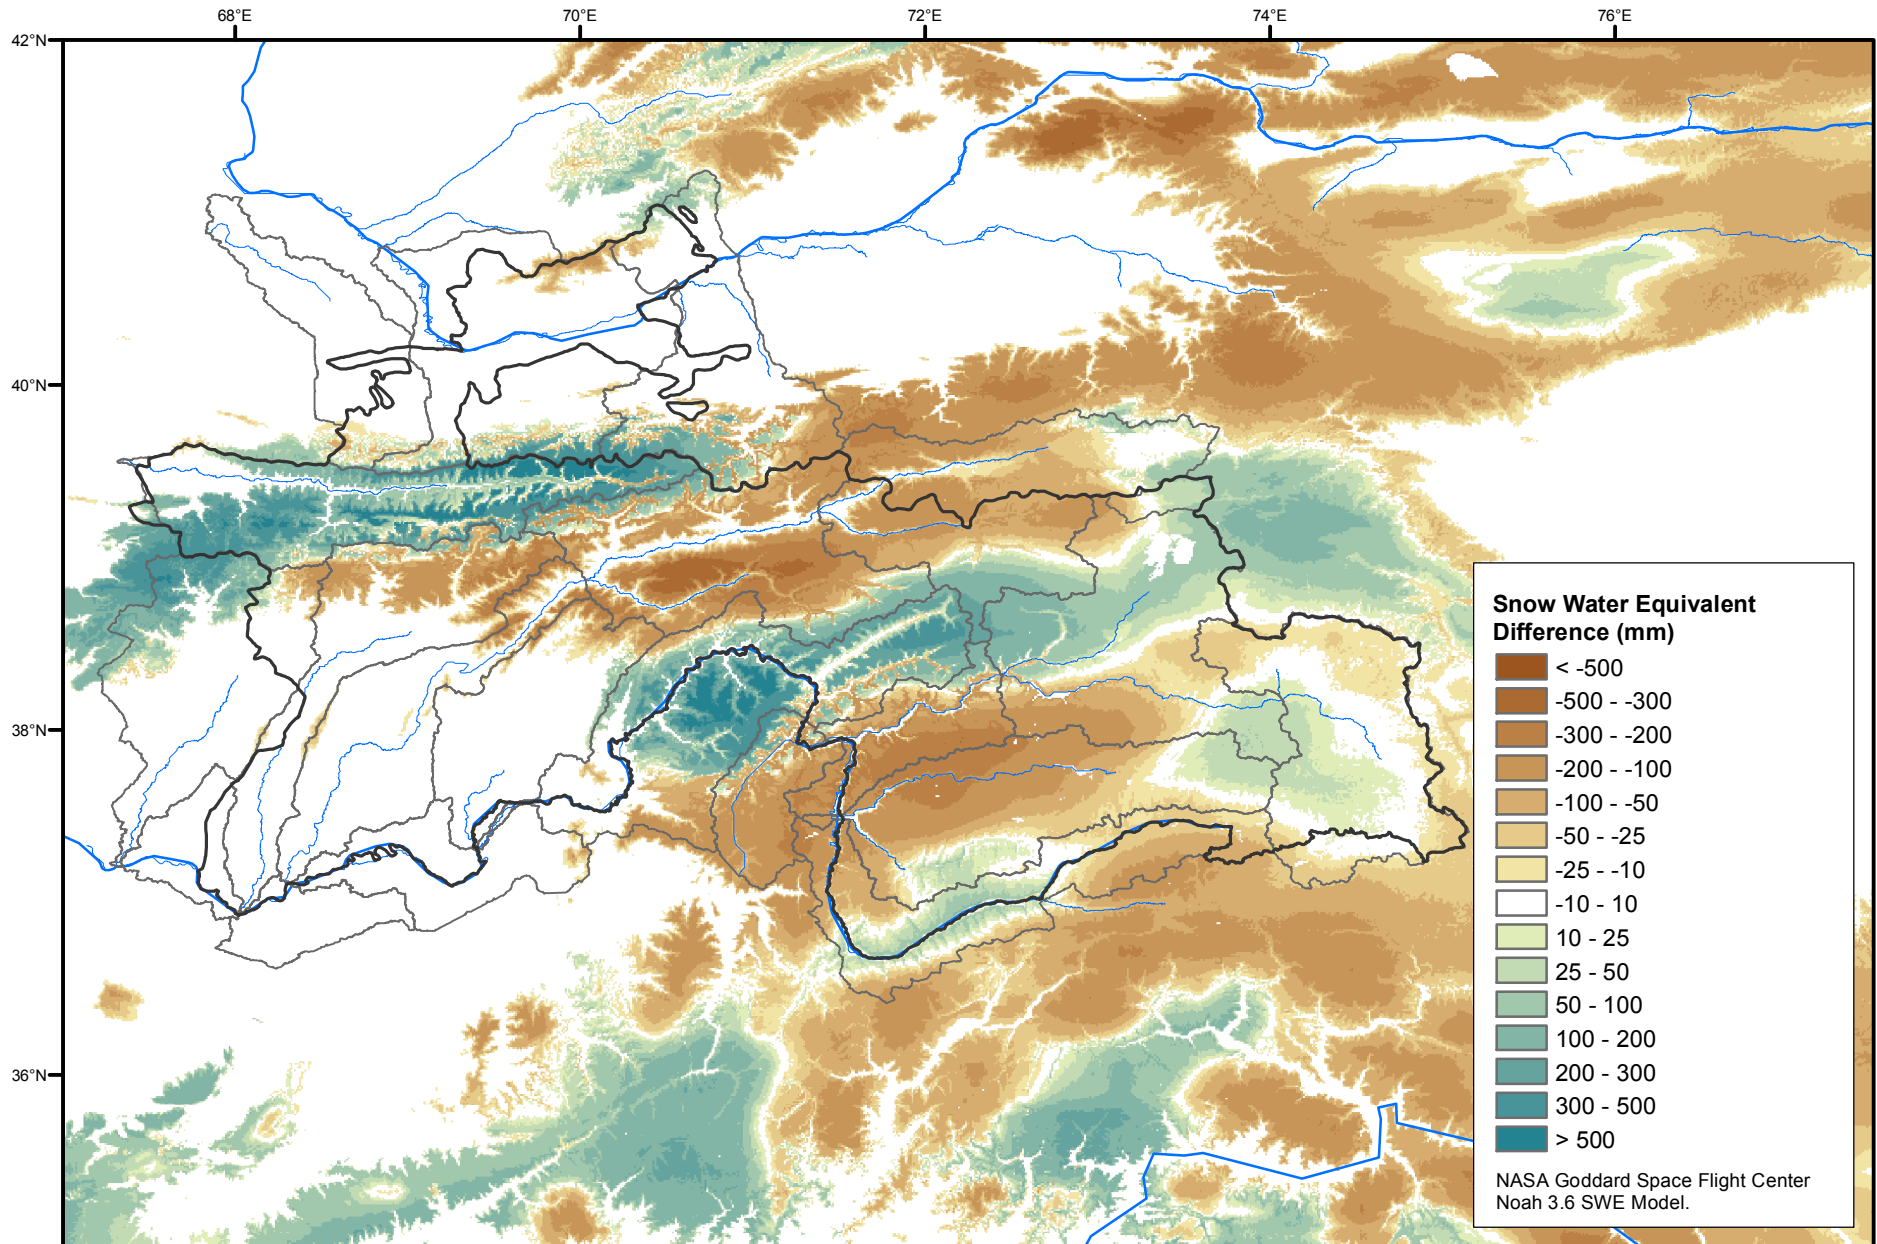 68°E
70°E
72°E
74°E
76°E
42°N
40°N
38°N
36°N
Snow Water Equivalent
Difference (mm)
< -500
-500 - -300
-300 - -200
-200 - -100
-100 - -50
-50 - -25
-25 - -10
-10 - 10
10 - 25
25 - 50
50 - 100
100 - 200
200 - 300
300 - 500
> 500
NASA Goddard Space Flight Center
Noah 3.6 SWE Model.